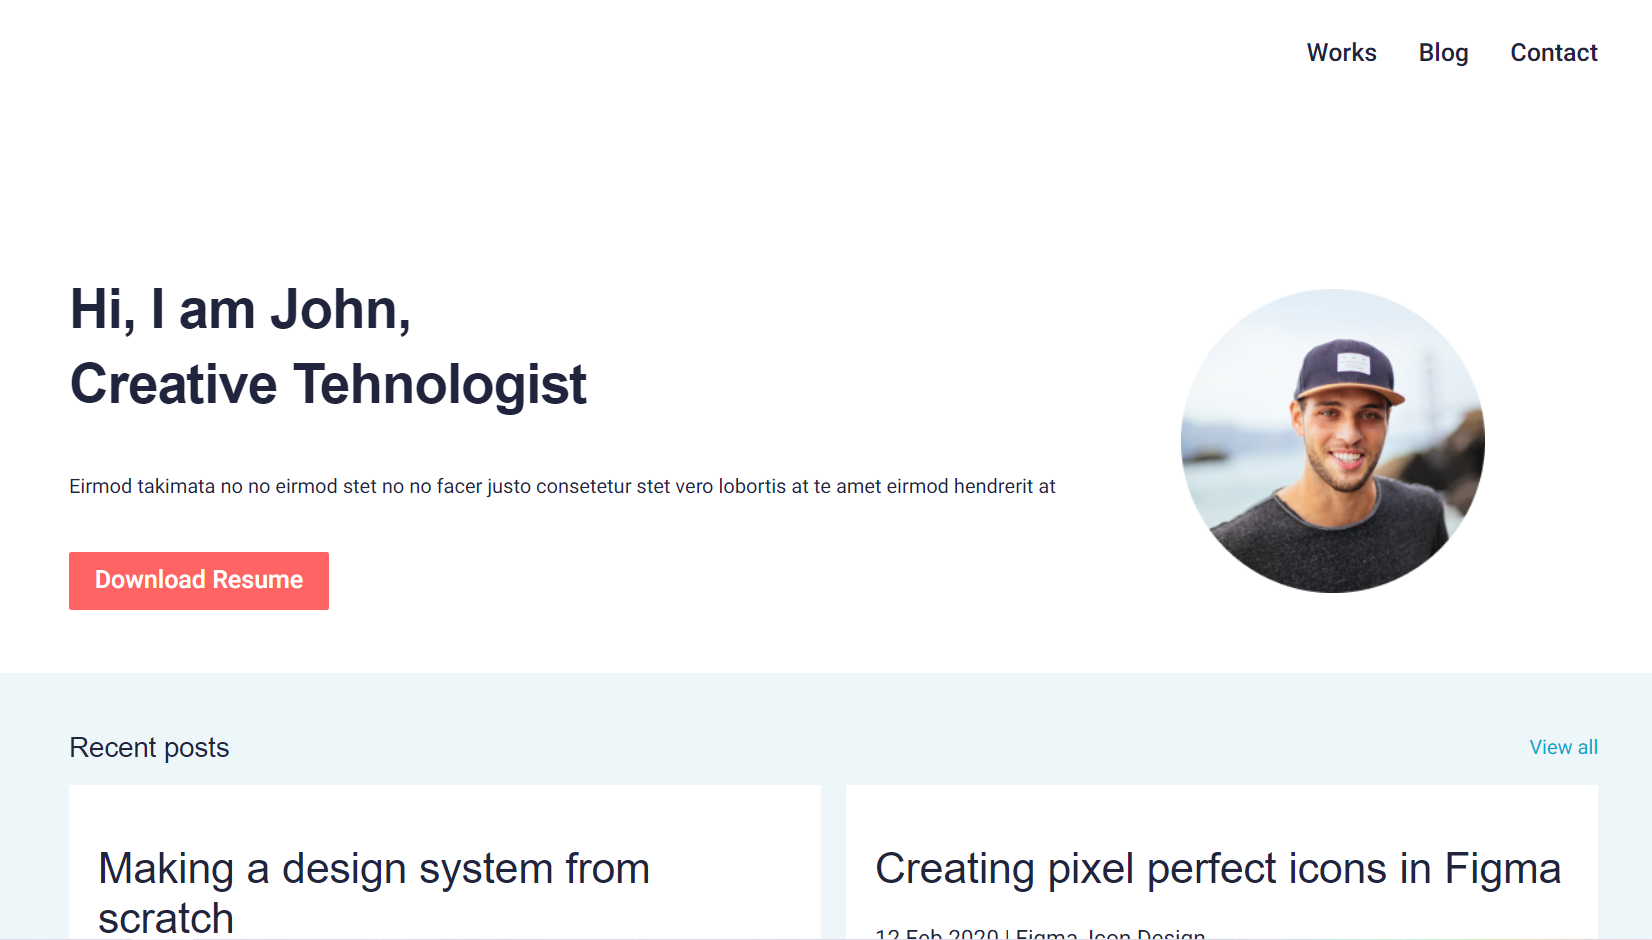 Works Blog Contact
Hi, I am John,
Creative Tehnologist
Eirmod takimata no no eirmod stet no no facer justo consetetur stet vero lobortis at te amet eirmod hendrerit at
Download Resume
Recent posts
View all
Making a design system from
scratch
Creating pixel perfect icons in Figma
12 Feb 2020 | Figma, Icon Design